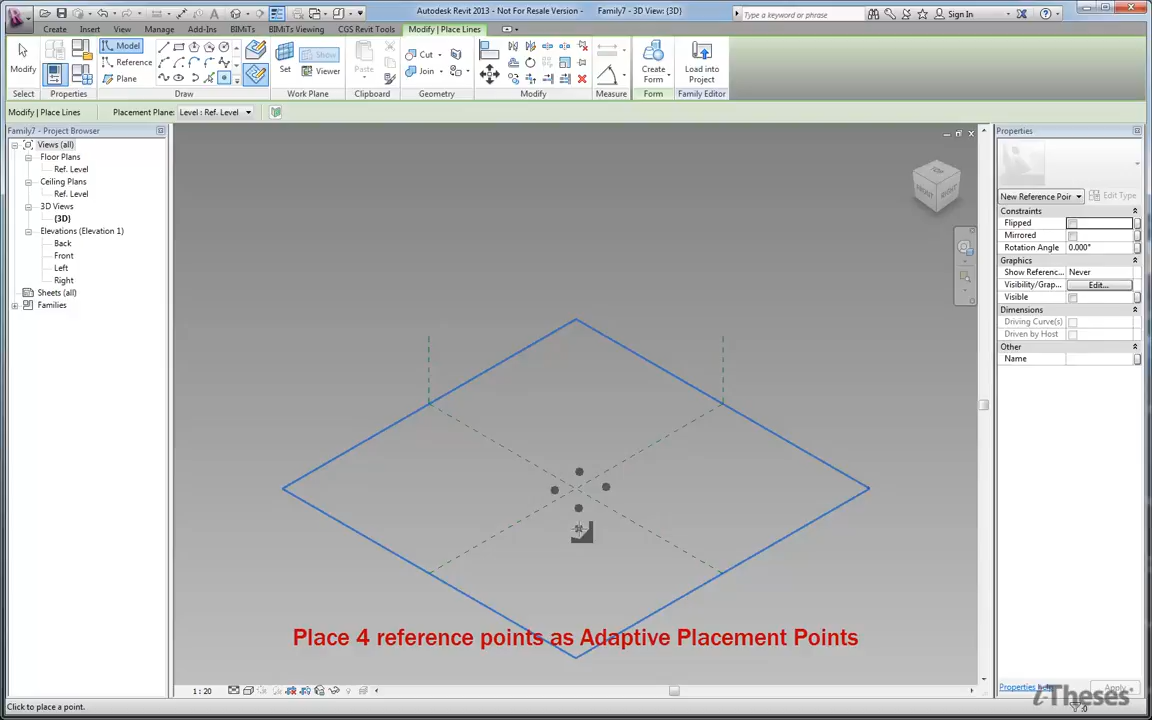 Autodesk Revit 2013 - Not For Resale Version - Family7 - 3D View: {3D}
Type a keyword or phrase
Sign In
Create Insert View Manage Add-Ins BIMiTs BIMiTs Viewing CGS Revit Tools Modify | Place Lines
Modify
Model
Reference
Plane
Set
Show
Viewer
Paste
Cut
Join
Create Form
Load into Project
Select Properties Draw Work Plane Clipboard Geometry Modify Measure Form Family Editor
Modify | Place Lines Placement Plane: Level : Ref. Level
Family7 - Project Browser
Views (all)
Floor Plans
Ref. Level
Ceiling Plans
Ref. Level
3D Views
{3D}
Elevations (Elevation 1)
Back
Front
Left
Right
Sheets (all)
Families
TOP
FRONT
RIGHT
Properties
New Reference Poir
Edit Type
Constraints
Flipped
Mirrored
Rotation Angle 0.000°
Graphics
Show Referenc... Never
Visibility/Grap... Edit...
Visible
Dimensions
Driving Curve(s)
Driven by Host
Other
Name
Place 4 reference points as Adaptive Placement Points
1 : 20
Properties help
Apply
i-Theses
Click to place a point.
:0